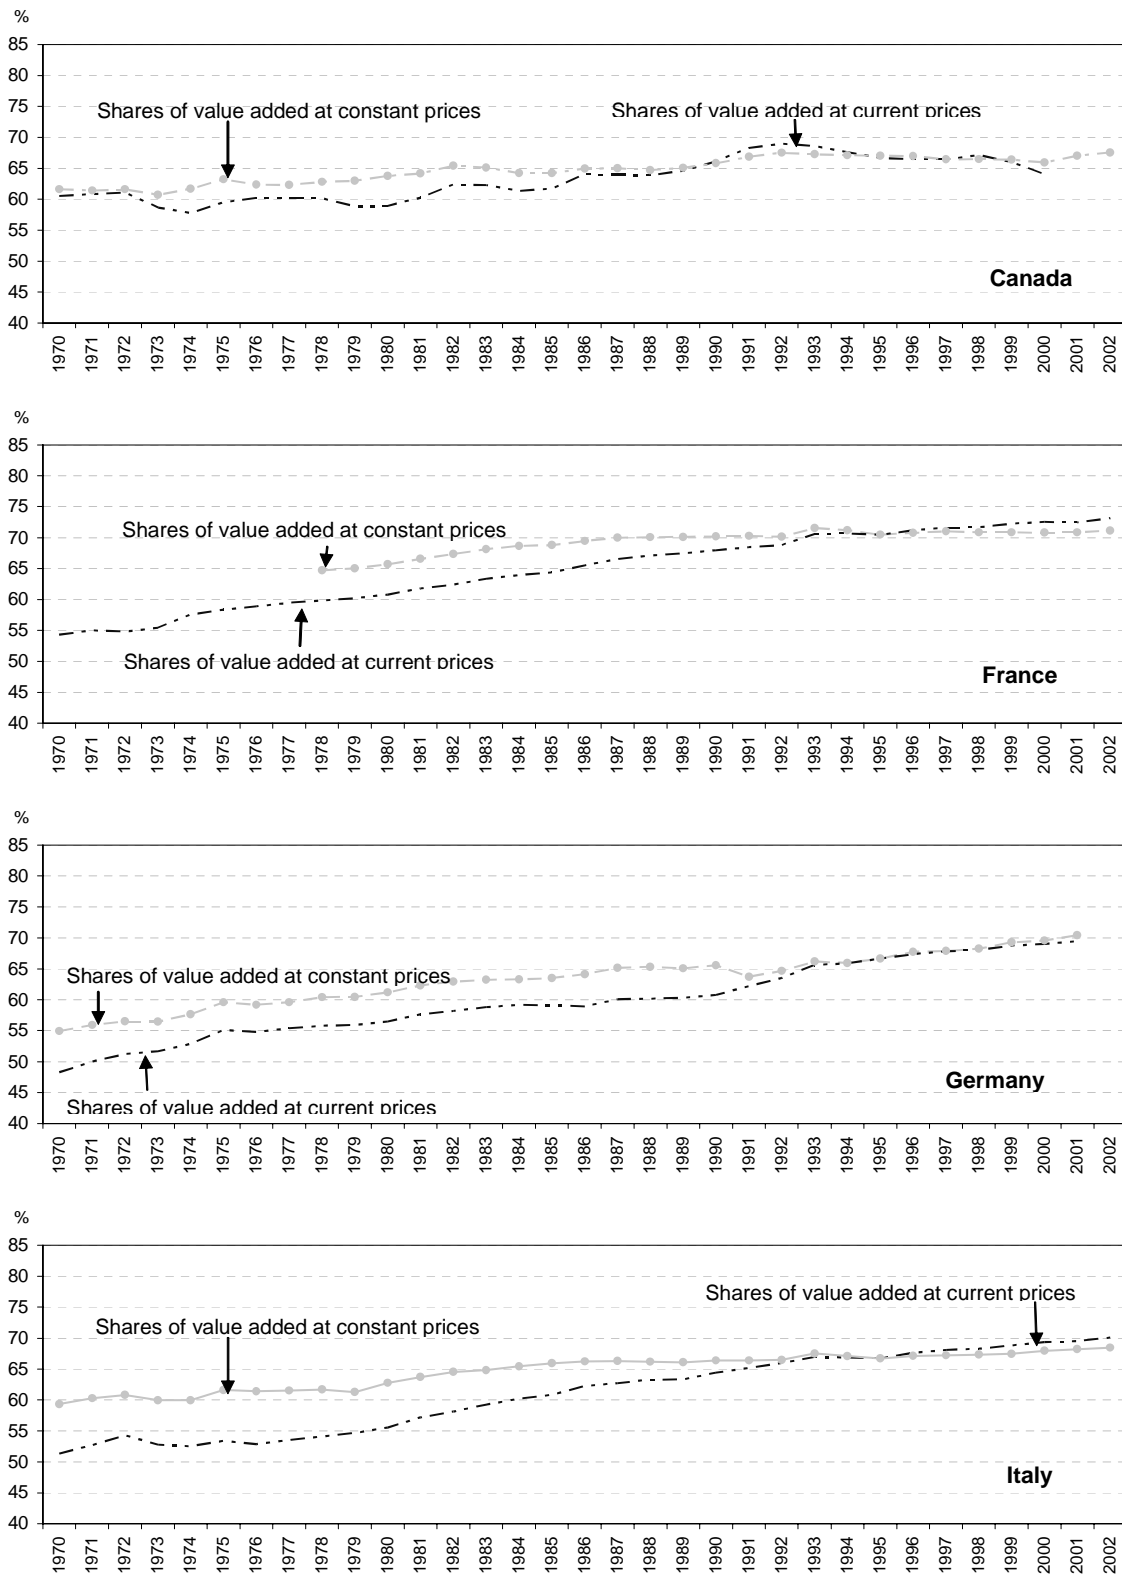 %
85
80
75
Shares of value added at constant prices
Shares of value added at current prices
70
65
60
55
50
45
Canada
40
1970 1971 1972 1973 1974 1975 1976 1977 1978 1979 1980 1981 1982 1983 1984 1985 1986 1987 1988 1989 1990 1991 1992 1993 1994 1995 1996 1997 1998 1999 2000 2001 2002
%
85
80
75
Shares of value added at constant prices
70
65
60
55
Shares of value added at current prices
50
France
45
40
1970 1971 1972 1973 1974 1975 1976 1977 1978 1979 1980 1981 1982 1983 1984 1985 1986 1987 1988 1989 1990 1991 1992 1993 1994 1995 1996 1997 1998 1999 2000 2001 2002
%
85
80
75
70
65
Shares of value added at constant prices
60
55
50
Germany
45
Shares of value added at current prices
40
1970 1971 1972 1973 1974 1975 1976 1977 1978 1979 1980 1981 1982 1983 1984 1985 1986 1987 1988 1989 1990 1991 1992 1993 1994 1995 1996 1997 1998 1999 2000 2001 2002
%
85
80
Shares of value added at current prices
75
Shares of value added at constant prices
70
65
60
55
50
Italy
45
40
1970 1971 1972 1973 1974 1975 1976 1977 1978 1979 1980 1981 1982 1983 1984 1985 1986 1987 1988 1989 1990 1991 1992 1993 1994 1995 1996 1997 1998 1999 2000 2001 2002